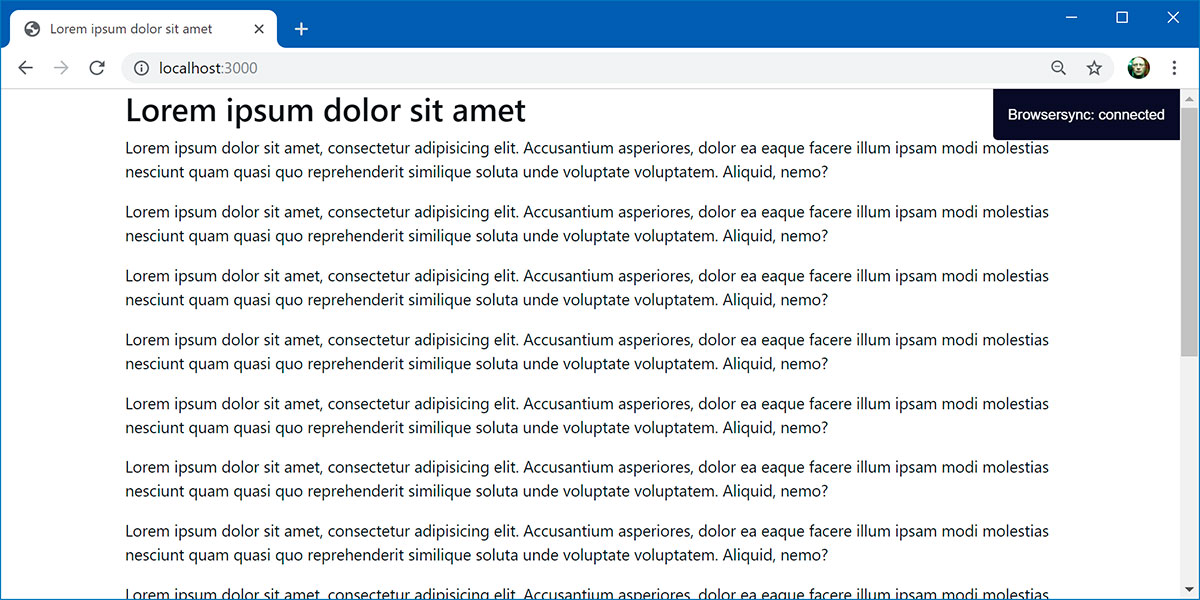 Lorem ipsum dolor sit amet
localhost:3000
Lorem ipsum dolor sit amet
Browsersync: connected
Lorem ipsum dolor sit amet, consectetur adipisicing elit. Accusantium asperiores, dolor ea eaque facere illum ipsam modi molestias
nesciunt quam quasi quo reprehenderit similique soluta unde voluptate voluptatem. Aliquid, nemo?
Lorem ipsum dolor sit amet, consectetur adipisicing elit. Accusantium asperiores, dolor ea eaque facere illum ipsam modi molestias
nesciunt quam quasi quo reprehenderit similique soluta unde voluptate voluptatem. Aliquid, nemo?
Lorem ipsum dolor sit amet, consectetur adipisicing elit. Accusantium asperiores, dolor ea eaque facere illum ipsam modi molestias
nesciunt quam quasi quo reprehenderit similique soluta unde voluptate voluptatem. Aliquid, nemo?
Lorem ipsum dolor sit amet, consectetur adipisicing elit. Accusantium asperiores, dolor ea eaque facere illum ipsam modi molestias
nesciunt quam quasi quo reprehenderit similique soluta unde voluptate voluptatem. Aliquid, nemo?
Lorem ipsum dolor sit amet, consectetur adipisicing elit. Accusantium asperiores, dolor ea eaque facere illum ipsam modi molestias
nesciunt quam quasi quo reprehenderit similique soluta unde voluptate voluptatem. Aliquid, nemo?
Lorem ipsum dolor sit amet, consectetur adipisicing elit. Accusantium asperiores, dolor ea eaque facere illum ipsam modi molestias
nesciunt quam quasi quo reprehenderit similique soluta unde voluptate voluptatem. Aliquid, nemo?
Lorem ipsum dolor sit amet, consectetur adipisicing elit. Accusantium asperiores, dolor ea eaque facere illum ipsam modi molestias
nesciunt quam quasi quo reprehenderit similique soluta unde voluptate voluptatem. Aliquid, nemo?
Lorem ipsum dolor sit amet, consectetur adipisicing elit. Accusantium asperiores, dolor ea eaque facere illum ipsam modi molestias